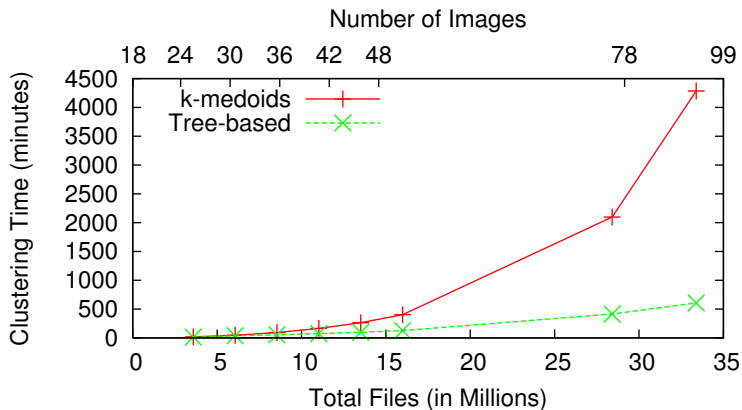 Number of Images
18 24 30 36 42 48 78 99
4500
4000
3500
3000
2500
2000
1500
1000
500
0
Clustering Time (minutes)
k-medoids
Tree-based
0 5 10 15 20 25 30 35
Total Files (in Millions)